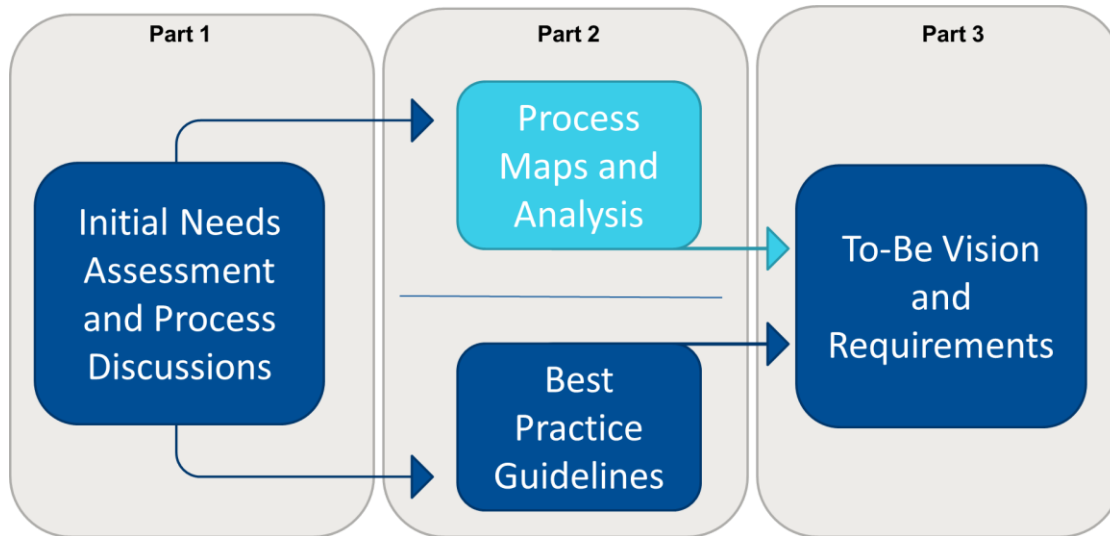 Part 1
Initial Needs
Assessment
and Process
Discussions
Part 2
Process
Maps and
Analysis
Best
Practice
Guidelines
Part 3
To-Be Vision
and
Requirements